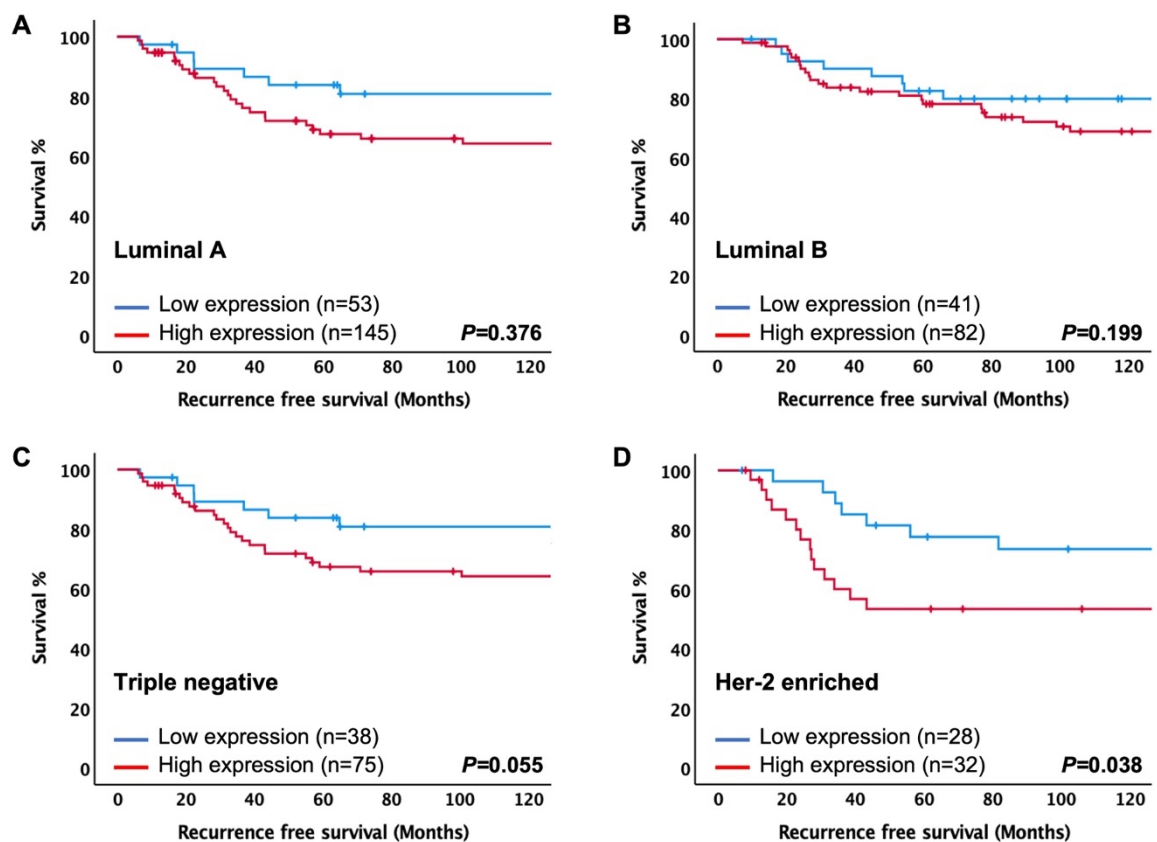 A
100
80
60
40
20
0
Survival %
Luminal A
Low expression (n=53)
High expression (n=145)
P=0.376
0 20 40 60 80 100 120
Recurrence free survival (Months)
B
100
80
60
40
20
0
Survival %
Luminal B
Low expression (n=41)
High expression (n=82)
P=0.199
0 20 40 60 80 100 120
Recurrence free survival (Months)
C
100
80
60
40
20
0
Survival %
Triple negative
Low expression (n=38)
High expression (n=75)
P=0.055
0 20 40 60 80 100 120
Recurrence free survival (Months)
D
100
80
60
40
20
0
Survival %
Her-2 enriched
Low expression (n=28)
High expression (n=32)
P=0.038
0 20 40 60 80 100 120
Recurrence free survival (Months)